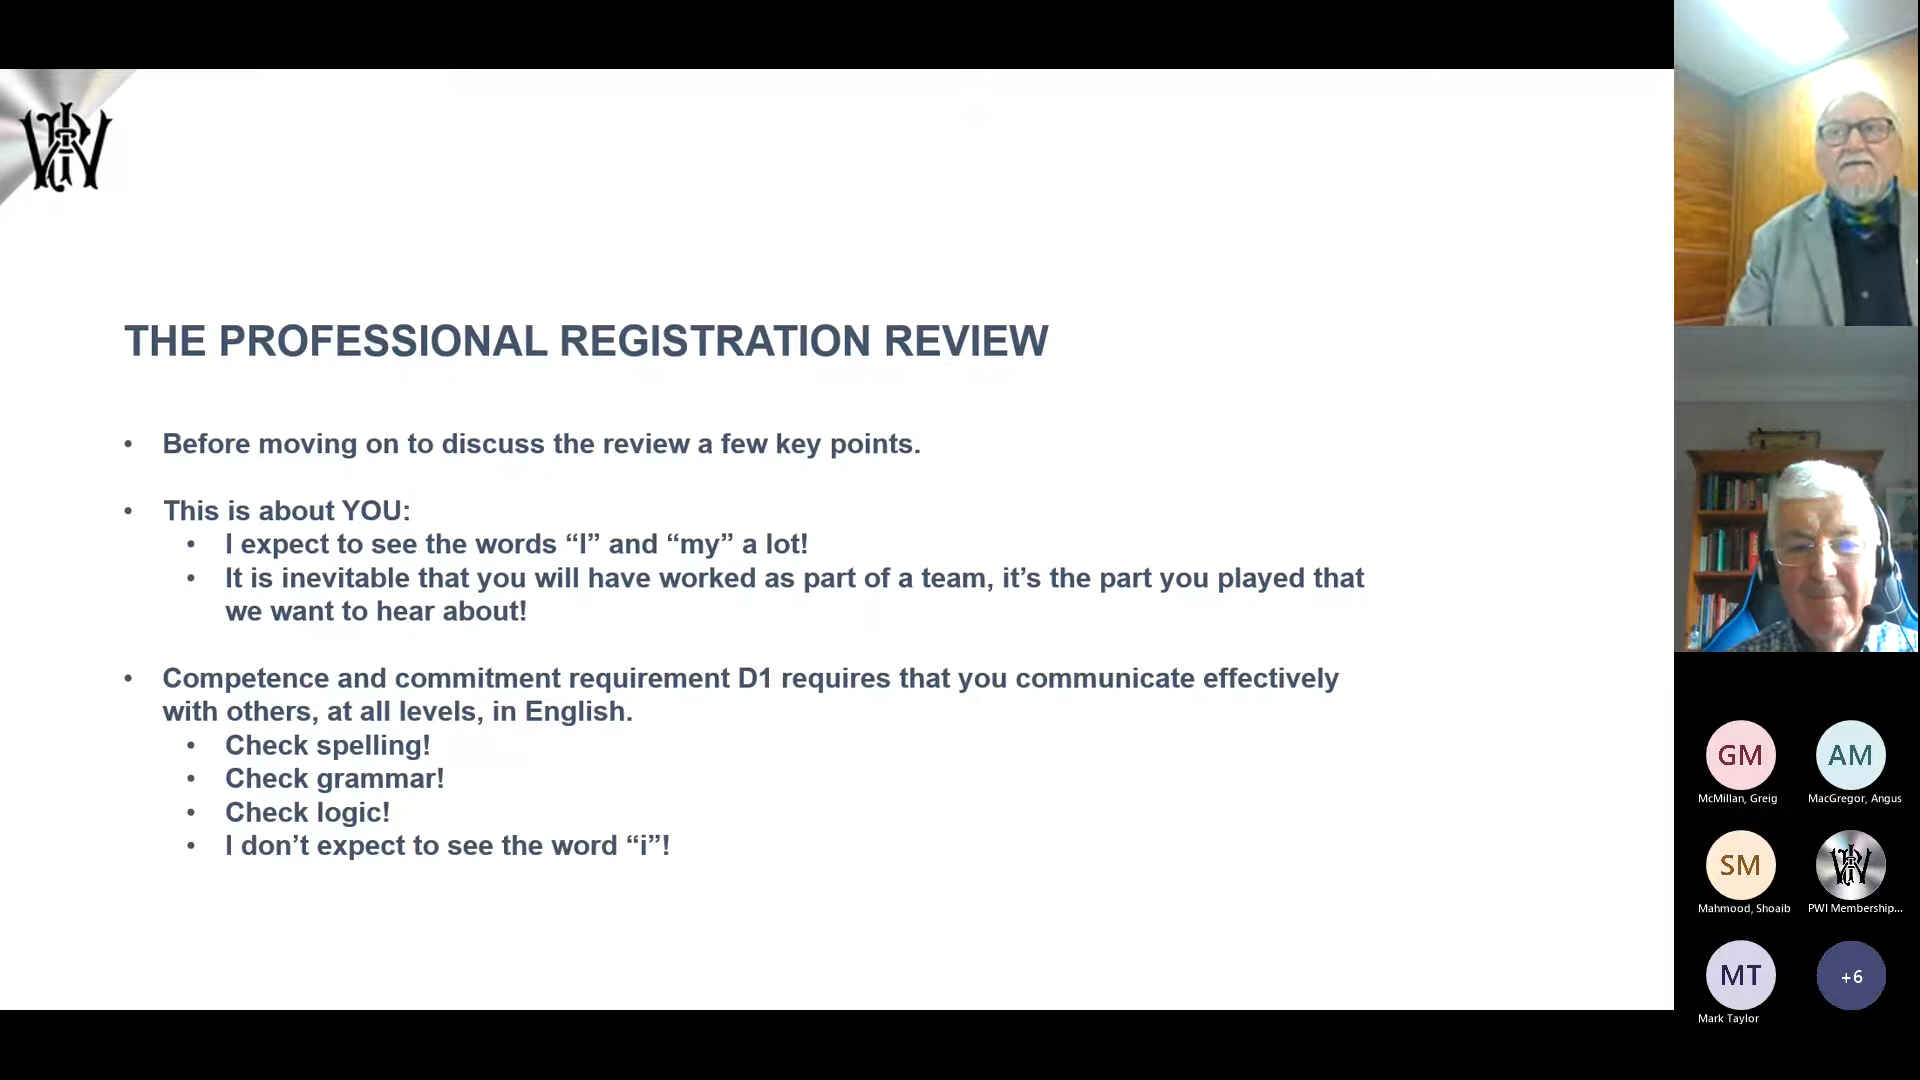 THE PROFESSIONAL REGISTRATION REVIEW
• Before moving on to discuss the review a few key points.
• This is about YOU:
• I expect to see the words “I” and “my” a lot!
• It is inevitable that you will have worked as part of a team, it’s the part you played that
we want to hear about!
• Competence and commitment requirement D1 requires that you communicate effectively
with others, at all levels, in English.
• Check spelling!
• Check grammar!
• Check logic!
• I don’t expect to see the word “i”!
GM
McMillan, Greig
AM
MacGregor, Angus
SM
Mahmood, Shoaib
PWI Membership...
MT
Mark Taylor
+6